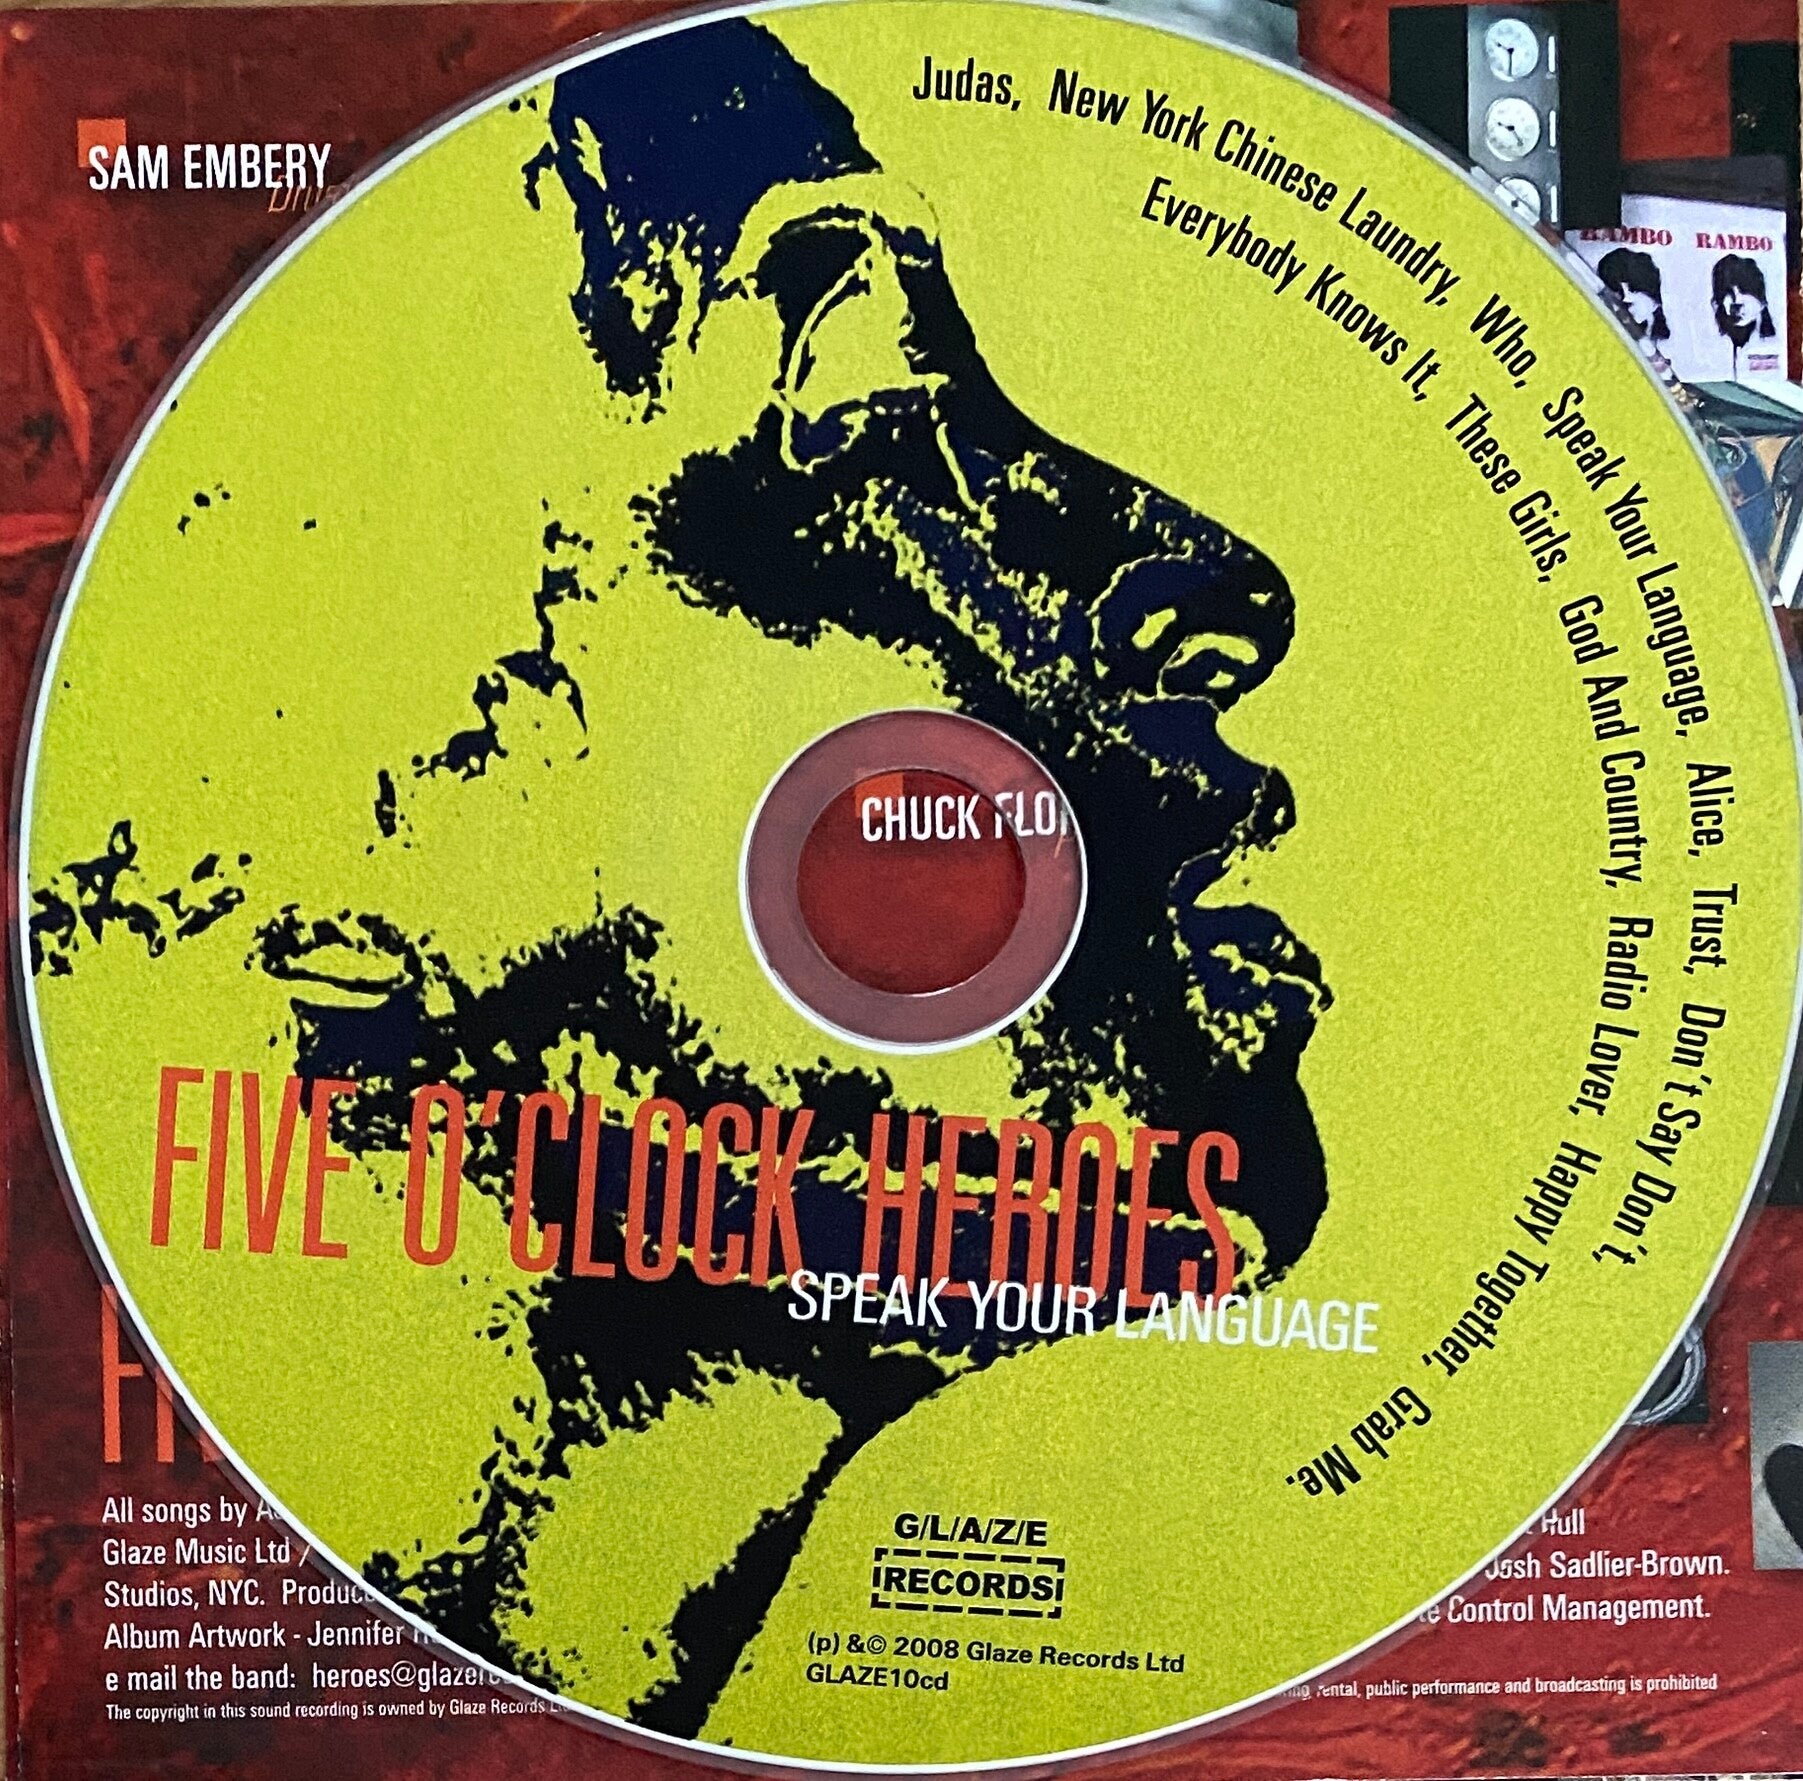 SAM EMBERY
Judas, New York Chinese Laundry, Who, Speak Your Language, Alice, Trust, Don't Say Don't,
Everybody Knows It, These Girls, God And Country, Radio Lover, Happy Together, Grab Me.
RAMBO RAMBO
CHUCK FLO
FIVE O'CLOCK HEROES
SPEAK YOUR LANGUAGE
All songs by
Glaze Music Ltd /
Studios, NYC. Produc
Album Artwork - Jennifer
e mail the band: heroes@glaze
The copyright in this sound recording is owned by Glaze Records
G/L/A/Z/E
RECORDS
(p) &© 2008 Glaze Records Ltd
GLAZE10cd
Hull
Josh Sadlier-Brown.
Control Management.
rental, public performance and broadcasting is prohibited